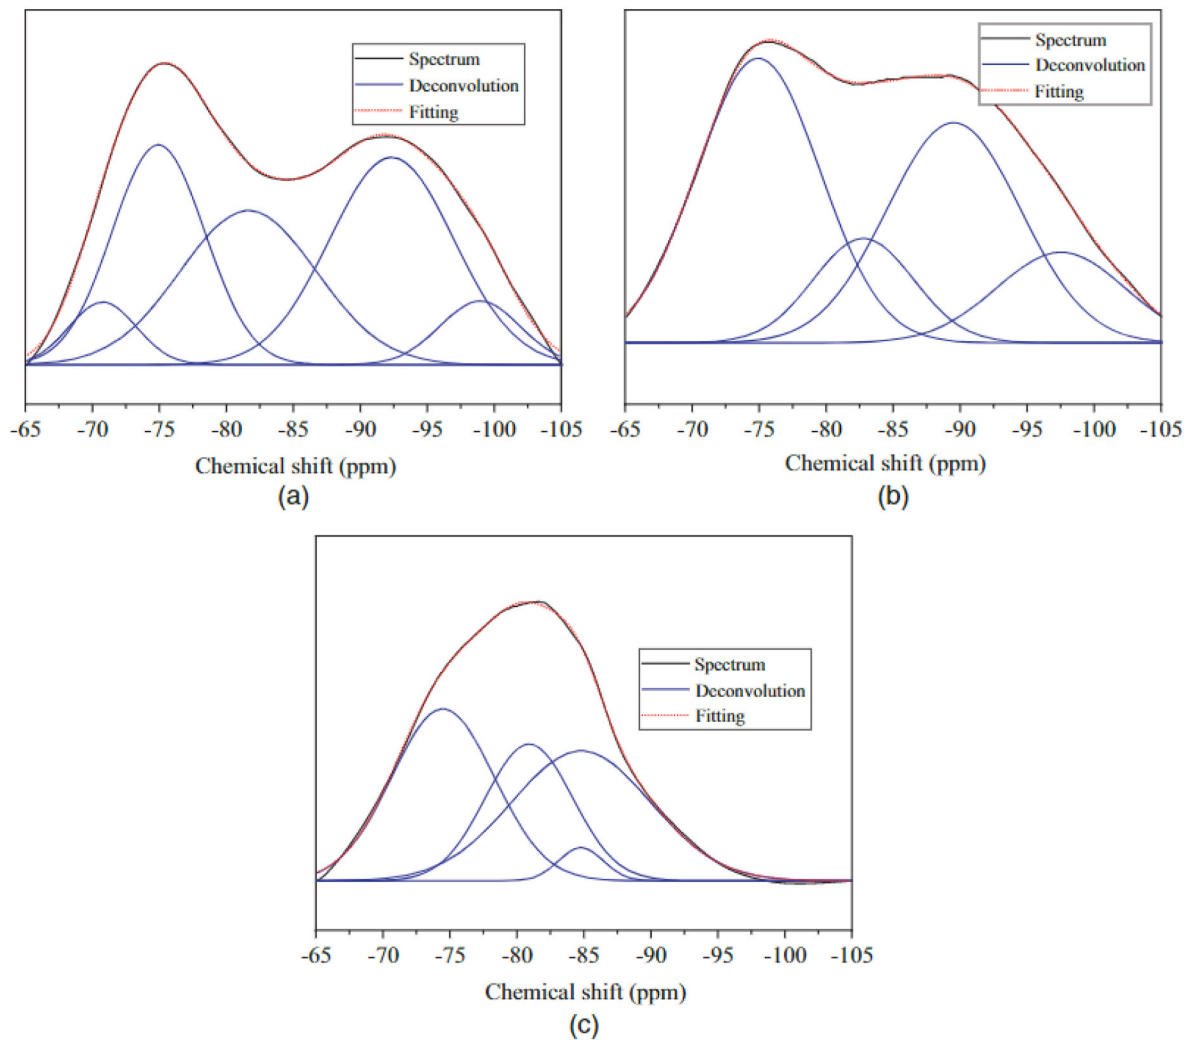 Spectrum
Deconvolution
Fitting
-65 -70 -75 -80 -85 -90 -95 -100 -105
Chemical shift (ppm)
(a)
Spectrum
Deconvolution
Fitting
-65 -70 -75 -80 -85 -90 -95 -100 -105
Chemical shift (ppm)
(b)
Spectrum
Deconvolution
Fitting
-65 -70 -75 -80 -85 -90 -95 -100 -105
Chemical shift (ppm)
(c)